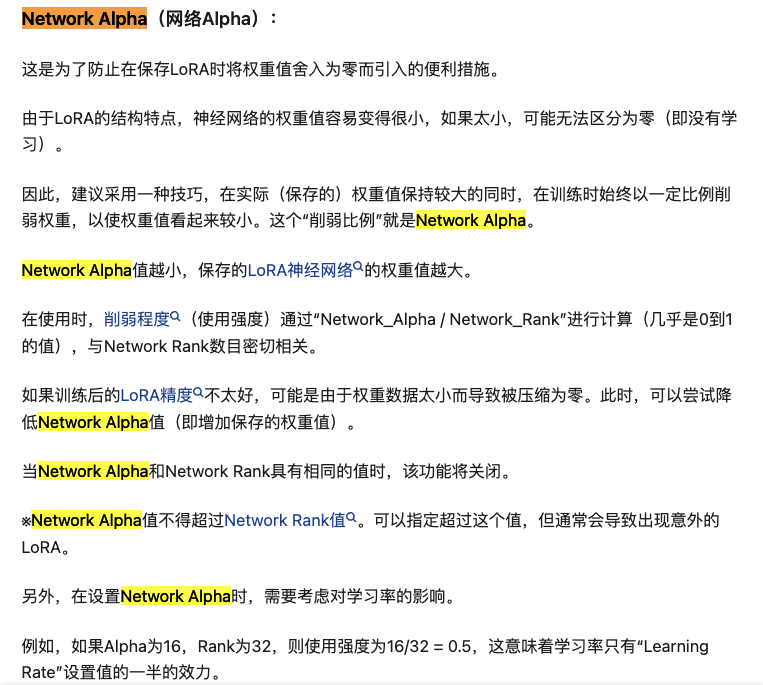 Network Alpha（网络Alpha）：
这是为了防止在保存LoRA时将权重值舍入为零而引入的便利措施。
由于LoRA的结构特点，神经网络的权重值容易变得很小，如果太小，可能无法区分为零（即没有学
习）。
因此，建议采用一种技巧，在实际（保存的）权重值保持较大的同时，在训练时始终以一定比例削
弱权重，以使权重值看起来较小。这个“削弱比例”就是Network Alpha。
Network Alpha值越小，保存的LoRA神经网络的权重值越大。
在使用时，削弱程度（使用强度）通过“Network_Alpha / Network_Rank”进行计算（几乎是0到1
的值），与Network Rank数目密切相关。
如果训练后的LoRA精度不太好，可能是由于权重数据太小而导致被压缩为零。此时，可以尝试降
低Network Alpha值（即增加保存的权重值）。
当Network Alpha和Network Rank具有相同的值时，该功能将关闭。
※Network Alpha值不得超过Network Rank值。可以指定超过这个值，但通常会导致出现意外的
LoRA。
另外，在设置Network Alpha时，需要考虑对学习率的影响。
例如，如果Alpha为16，Rank为32，则使用强度为16/32 = 0.5，这意味着学习率只有“Learning
Rate”设置值的一半的效力。